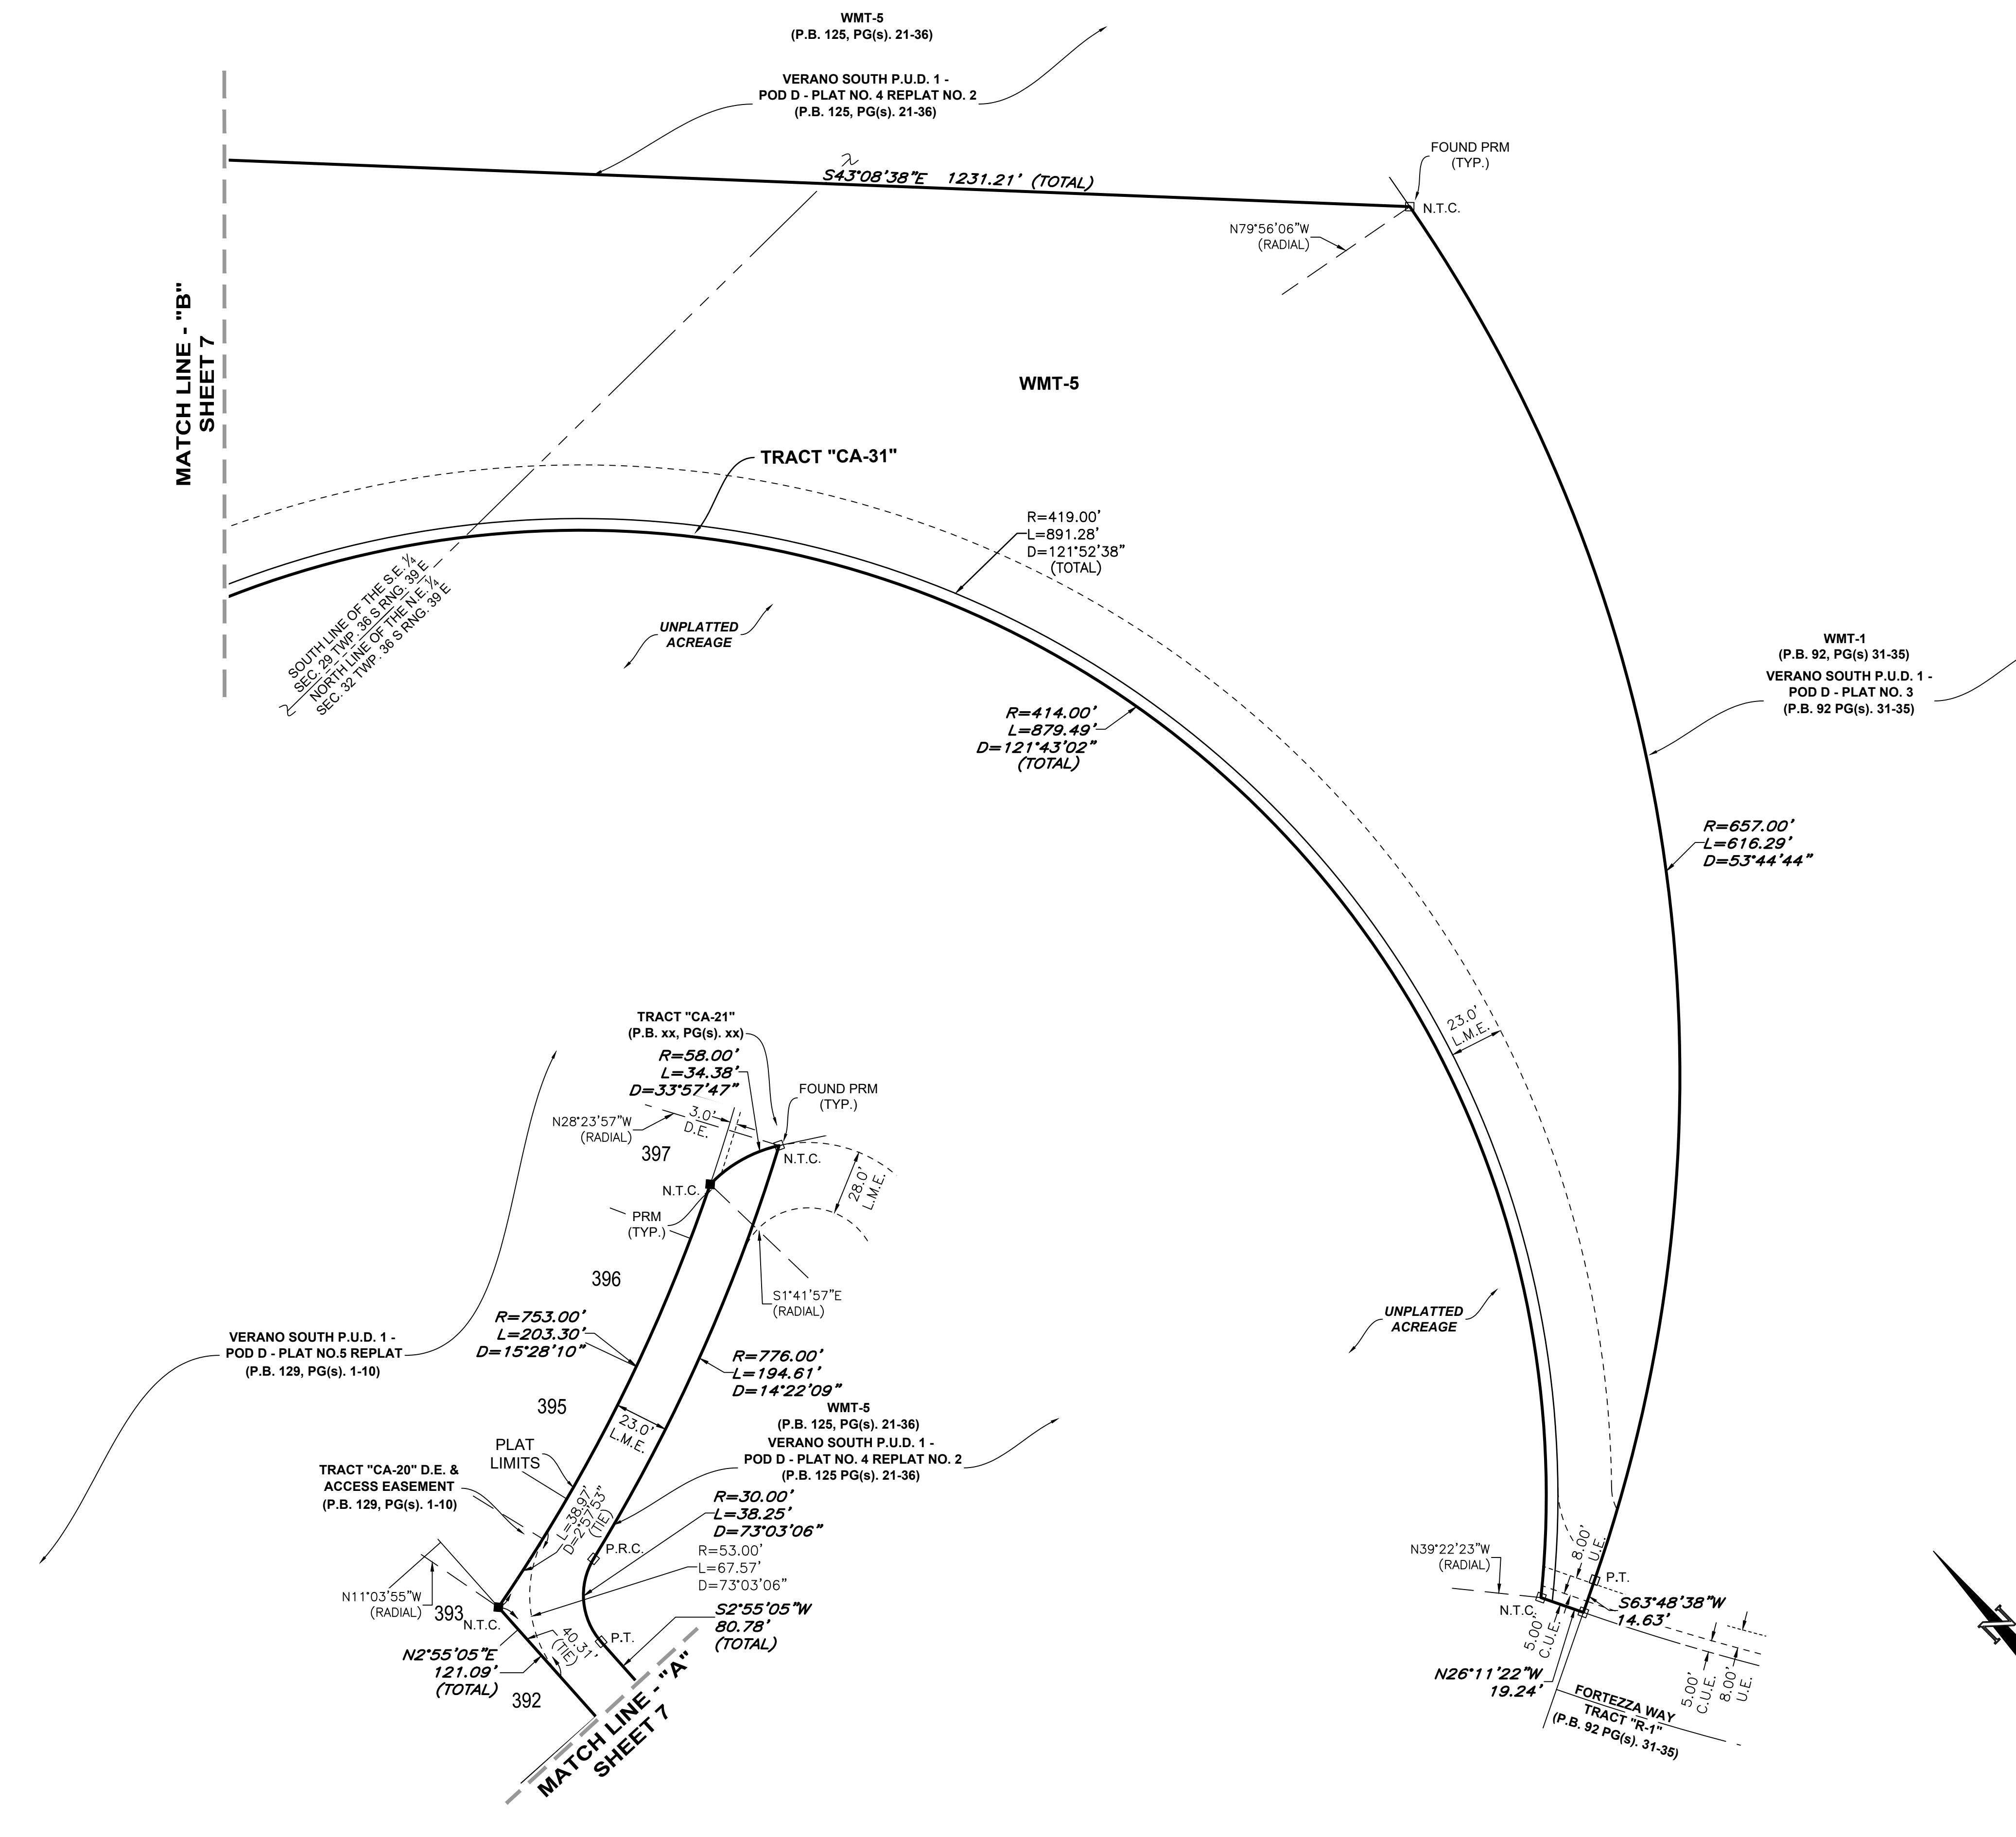 WMT-5
(P.B. 125, PG(s). 21-36)
VERANO SOUTH P.U.D. 1 -
POD D - PLAT NO. 4 REPLAT NO. 2
(P.B. 125, PG(s). 21-36)
S43°08'38"E 1231.21' (TOTAL)
FOUND PRM
(TYP.)
N.T.C.
N79°56'06"W
(RADIAL)
MATCH LINE - "B"
SHEET 7
WMT-5
TRACT "CA-31"
R=419.00'
L=891.28'
D=121°52'38"
(TOTAL)
SOUTH LINE OF THE S.E. ¼
SEC. 29 TWP. 36 S RNG. 39 E
NORTH LINE OF THE N.E. ¼
SEC. 32 TWP. 36 S RNG. 39 E
UNPLATTED
ACREAGE
WMT-1
(P.B. 92, PG(s) 31-35)
VERANO SOUTH P.U.D. 1 -
POD D - PLAT NO. 3
(P.B. 92 PG(s). 31-35)
R=414.00'
L=879.49'
D=121°43'02"
(TOTAL)
R=657.00'
L=616.29'
D=53°44'44"
23.0'
L.M.E.
TRACT "CA-21"
(P.B. xx, PG(s). xx)
R=58.00'
L=34.38'
D=33°57'47"
FOUND PRM
(TYP.)
3.0'
D.E.
N28°23'57"W
(RADIAL)
397
N.T.C.
N.T.C.
28.0'
L.M.E.
PRM
(TYP.)
396
S1°41'57"E
(RADIAL)
R=753.00'
L=203.30'
D=15°28'10"
VERANO SOUTH P.U.D. 1 -
POD D - PLAT NO.5 REPLAT
(P.B. 129, PG(s). 1-10)
R=776.00'
L=194.61'
D=14°22'09"
395
23.0'
L.M.E.
WMT-5
(P.B. 125, PG(s). 21-36)
VERANO SOUTH P.U.D. 1 -
POD D - PLAT NO. 4 REPLAT NO. 2
(P.B. 125 PG(s). 21-36)
PLAT
LIMITS
TRACT "CA-20" D.E. &
ACCESS EASEMENT
(P.B. 129, PG(s). 1-10)
L=38.97'
D=2°57'53"
(TIE)
R=30.00'
L=38.25'
D=73°03'06"
P.R.C.
R=53.00'
L=67.57'
D=73°03'06"
N11°03'55"W
(RADIAL)
393
N.T.C.
S2°55'05"W
80.78'
(TOTAL)
40.31'
(TIE)
P.T.
N2°55'05"E
121.09'
(TOTAL)
392
MATCH LINE - "A"
SHEET 7
UNPLATTED
ACREAGE
N39°22'23"W
(RADIAL)
8.00'
U.E.
P.T.
N.T.C.
S63°48'38"W
14.63'
5.00'
C.U.E.
N26°11'22"W
19.24'
5.00'
C.U.E.
8.00'
U.E.
FORTEZZA WAY
TRACT "R-1"
(P.B. 92 PG(s). 31-35)
N